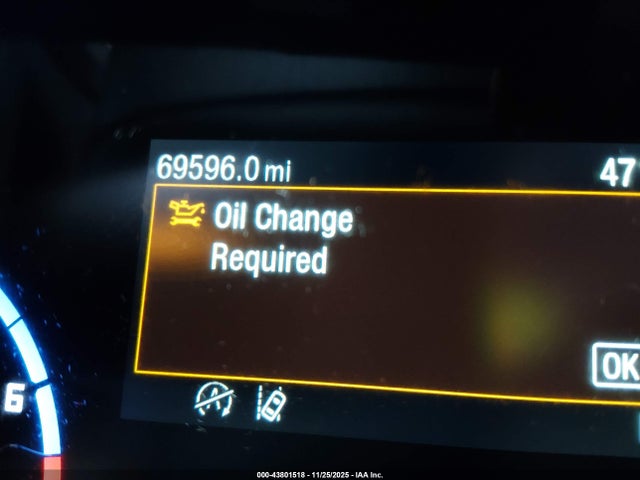 69596.0 mi
47
Oil Change
Required
OK
6
000-43801518 - 11/25/2025 - IAA Inc.